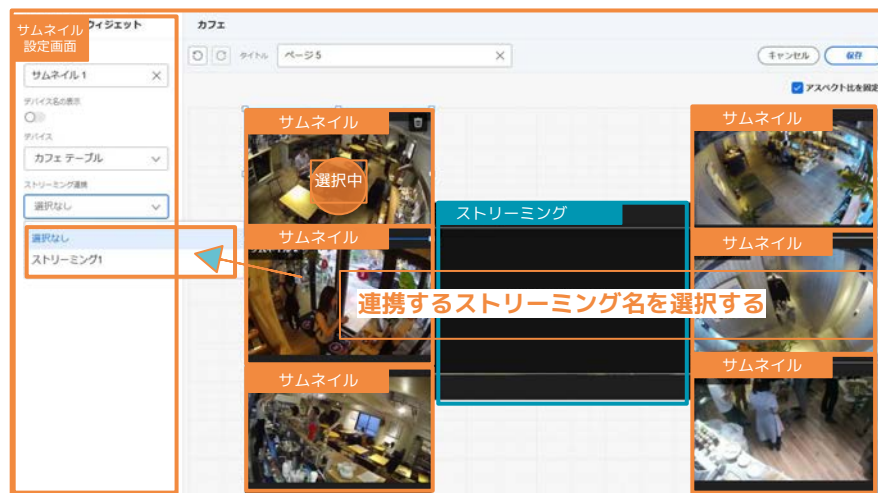 サムネイル
設定画面
ウィジェット
カフェ
タイトル
ページ 5
キャンセル
保存
サムネイル 1
アスペクト比を固定
デバイス名の表示
デバイス
カフェ テーブル
ストリーミング連携
選択なし
選択なし
ストリーミング1
サムネイル
選択中
サムネイル
サムネイル
ストリーミング
連携するストリーミング名を選択する
サムネイル
サムネイル
サムネイル